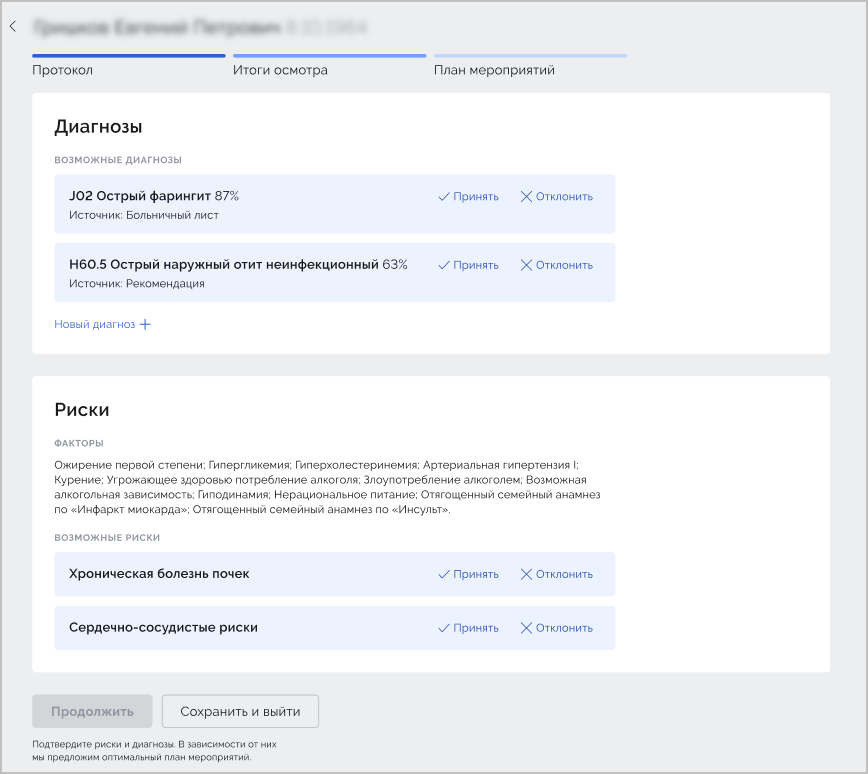 Протокол
Итоги осмотра
План мероприятий
Диагнозы
ВОЗМОЖНЫЕ ДИАГНОЗЫ
J02 Острый фарингит 87%
Принять
Отклонить
Источник: Больничный лист
H60.5 Острый наружный отит неинфекционный 63%
Принять
Отклонить
Источник: Рекомендация
Новый диагноз +
Риски
ФАКТОРЫ
Ожирение первой степени; Гипергликемия; Гиперхолестеринемия; Артериальная гипертензия I;
Курение; Угрожающее здоровью потребление алкоголя; Злоупотребление алкоголем; Возможная
алкогольная зависимость; Гиподинамия; Нерациональное питание; Отягощенный семейный анамнез
по «Инфаркт миокарда»; Отягощенный семейный анамнез по «Инсульт».
ВОЗМОЖНЫЕ РИСКИ
Хроническая болезнь почек
Принять
Отклонить
Сердечно-сосудистые риски
Принять
Отклонить
Продолжить
Сохранить и выйти
Подтвердите риски и диагнозы. В зависимости от них
мы предложим оптимальный план мероприятий.